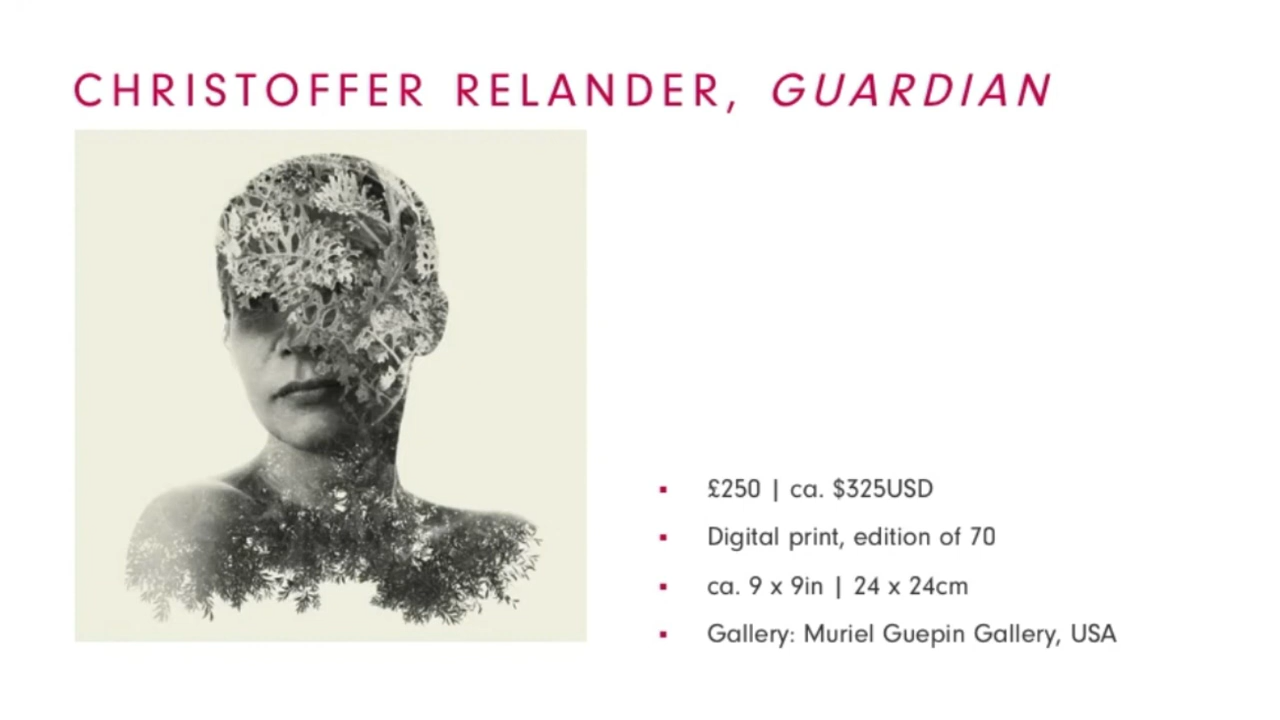 CHRISTOFFER RELANDER, GUARDIAN
▪ £250 | ca. $325USD
▪ Digital print, edition of 70
▪ ca. 9 x 9in | 24 x 24cm
▪ Gallery: Muriel Guepin Gallery, USA